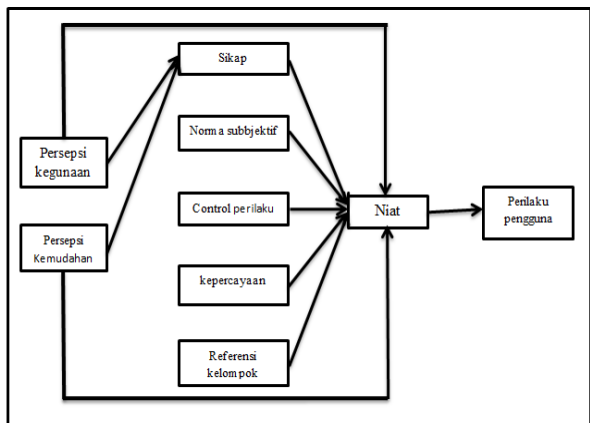 Sikap
Norma subbjektif
Persepsi
kegunaan
Control perilaku
Niat
Perilaku
pengguna
Persepsi
Kemudahan
kepercayaan
Referensi
kelompok